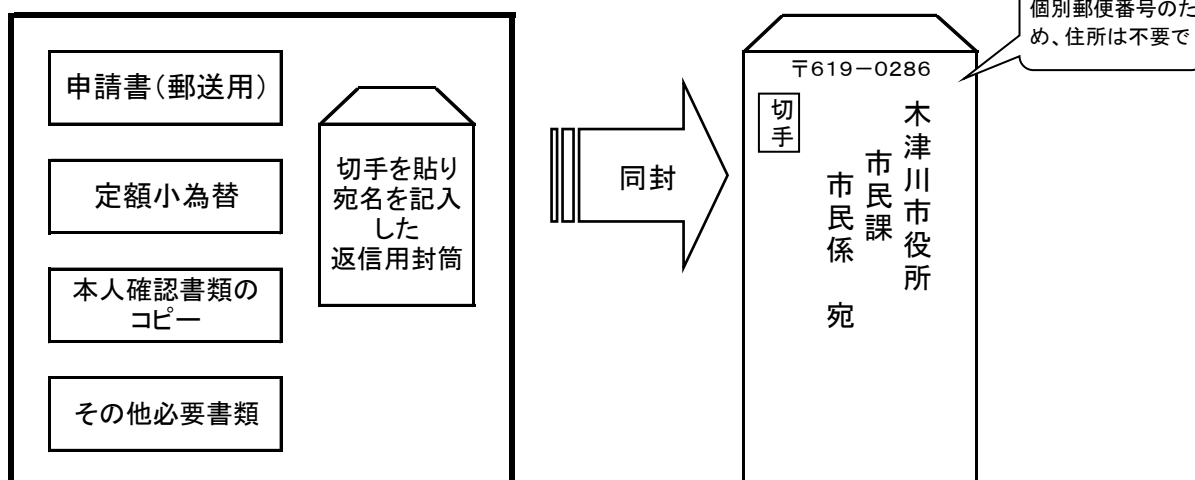 申請書（郵送用）
定額小為替
本人確認書類の
コピー
その他必要書類
切手を貼り
宛名を記入
した
返信用封筒
同封
〒619－0286
切手
木津川市役所
市民課
市民係　宛
個別郵便番号のた
め、住所は不要で